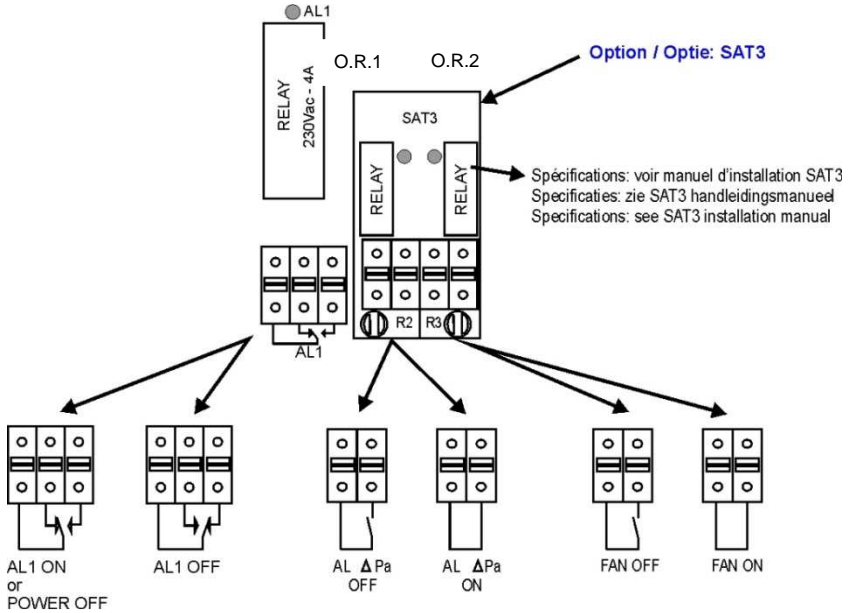 AL1
O.R.1
O.R.2
Option / Optie: SAT3
RELAY
230Vac - 4A
SAT3
RELAY
RELAY
Spécifications: voir manuel d'installation SAT3
Specificaties: zie SAT3 handleidingsmanueel
Specifications: see SAT3 installation manual
R2
R3
AL1
AL1 ON
or
POWER OFF
AL1 OFF
AL ΔPa
OFF
AL ΔPa
ON
FAN OFF
FAN ON